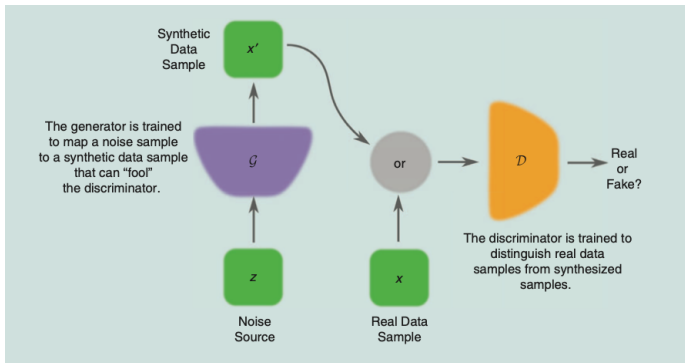 Synthetic
Data
Sample
x′
The generator is trained
to map a noise sample
to a synthetic data sample
that can “fool”
the discriminator.
G
or
D
Real
or
Fake?
The discriminator is trained to
distinguish real data
samples from synthesized
samples.
z
x
Noise
Source
Real Data
Sample